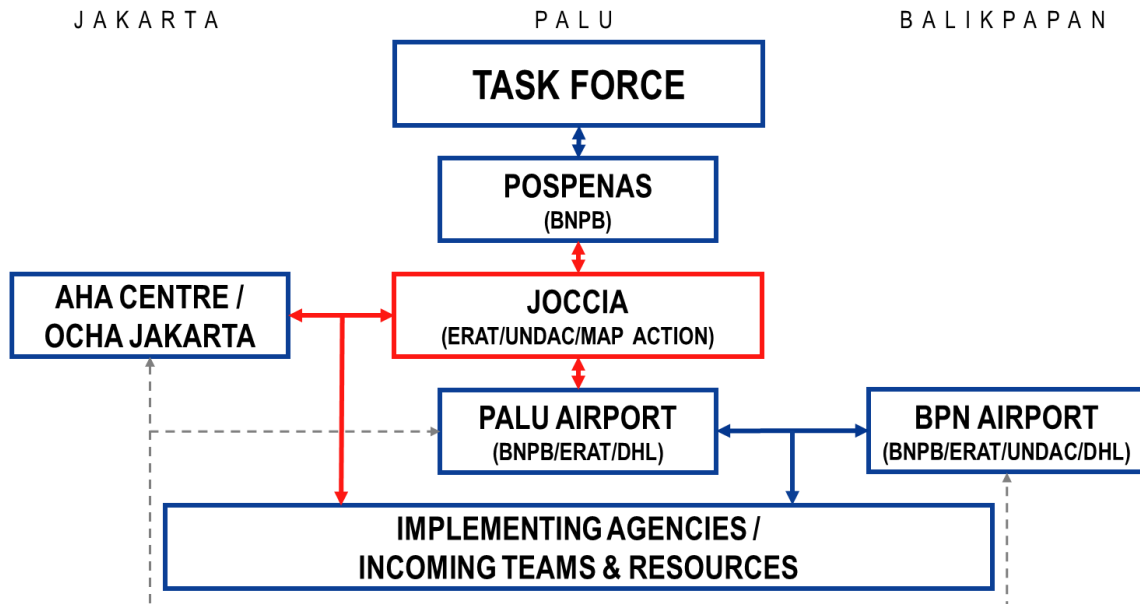 JAKARTA
PALU
BALIKPAPAN
TASK FORCE
POSPENAS
(BNPB)
AHA CENTRE /
OCHA JAKARTA
JOCCIA
(ERAT/UNDAC/MAP ACTION)
PALU AIRPORT
(BNPB/ERAT/DHL)
BPN AIRPORT
(BNPB/ERAT/UNDAC/DHL)
IMPLEMENTING AGENCIES /
INCOMING TEAMS & RESOURCES